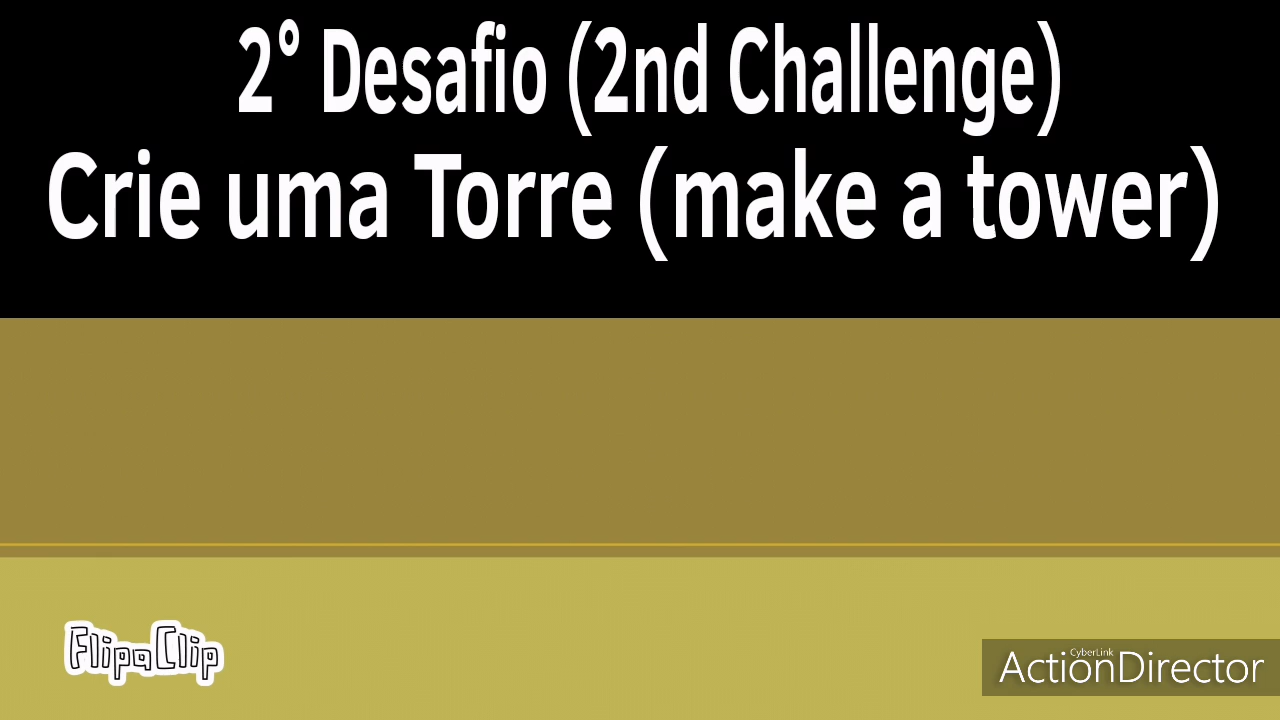 2° Desafio (2nd Challenge)
Crie uma Torre (make a tower)
FlipaClip
CyberLink
ActionDirector